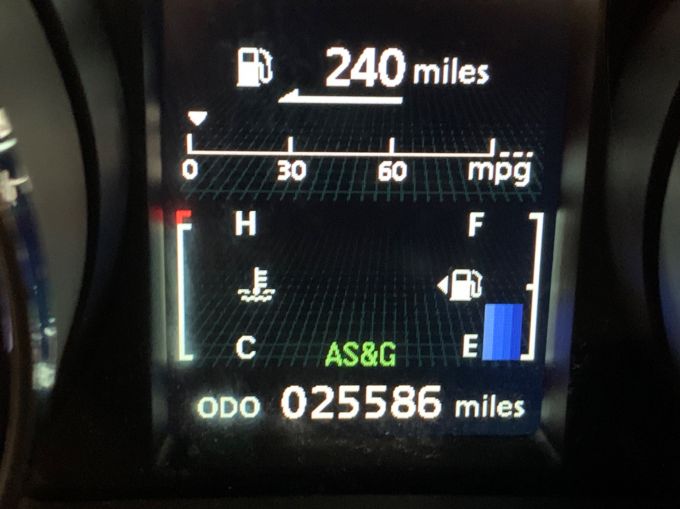 240 miles
0 30 60 mpg
H F
C AS&G E
ODO 025586 miles